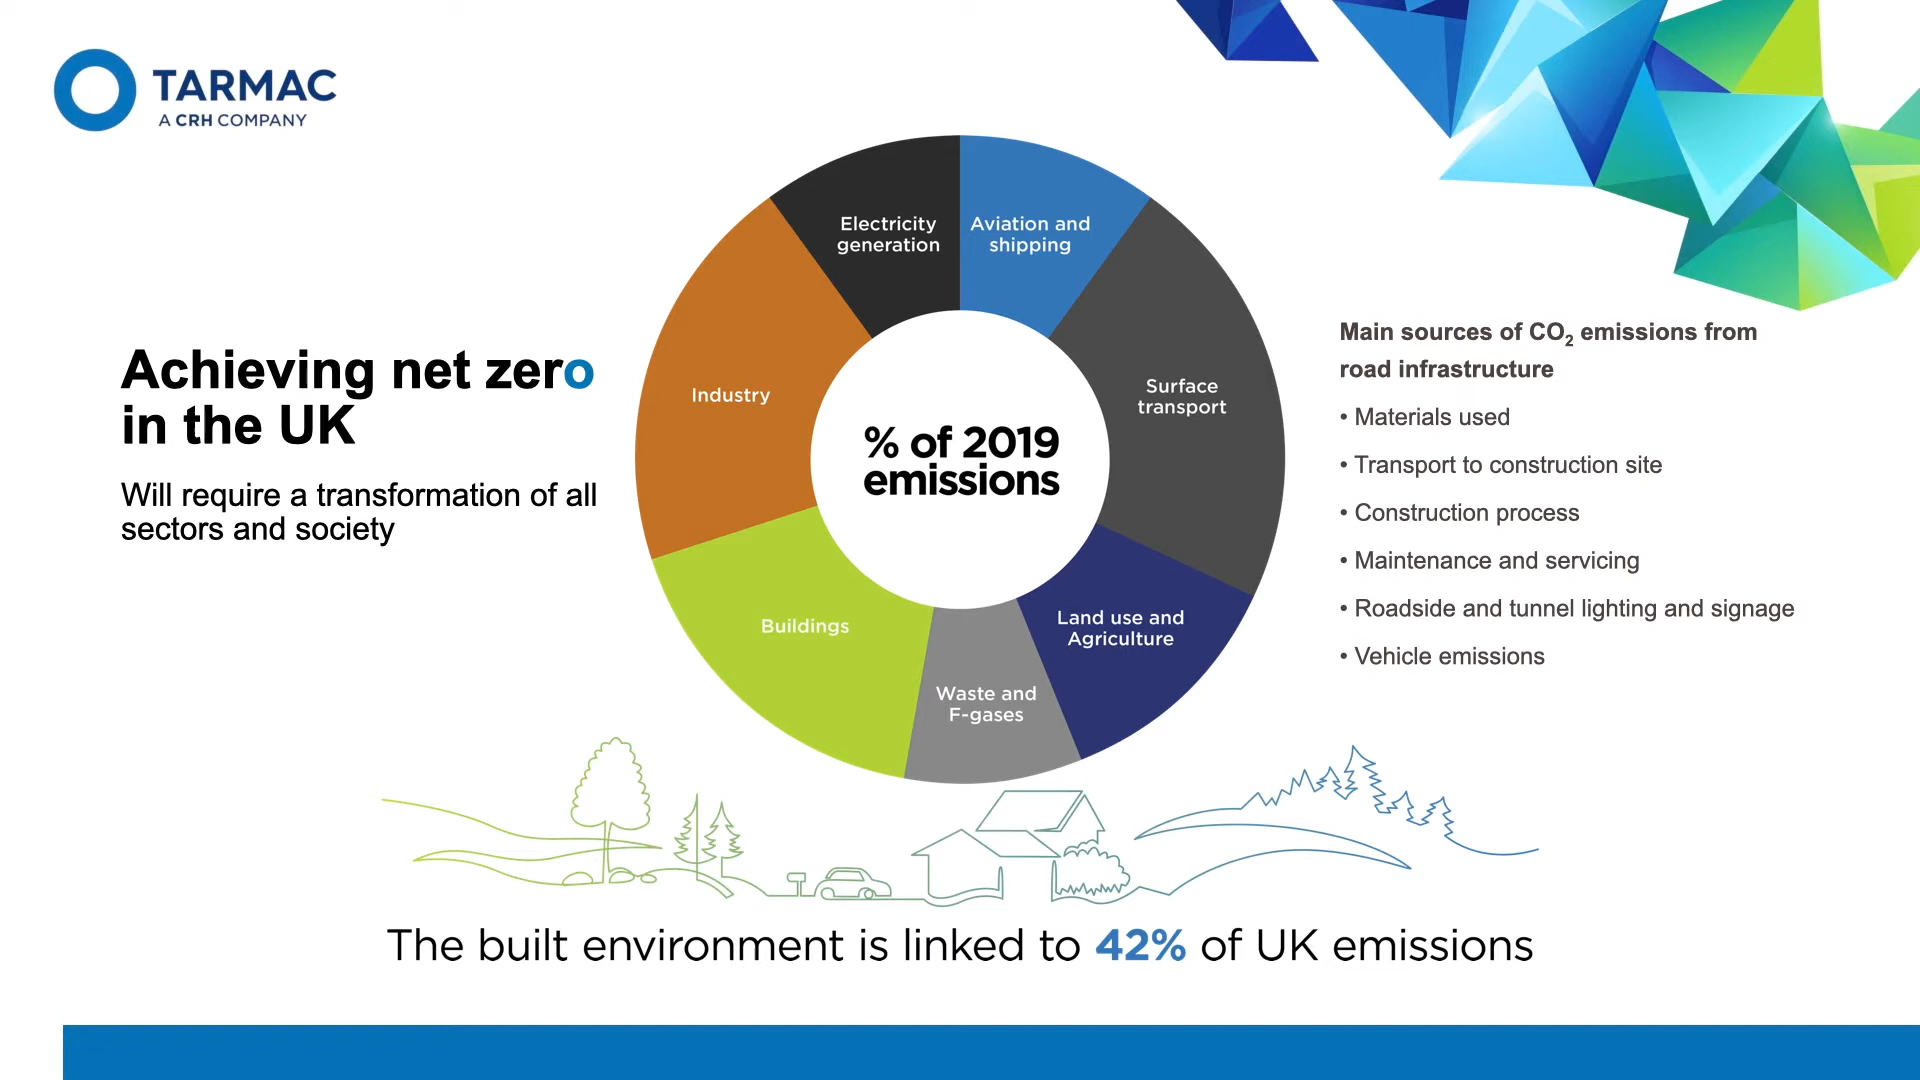 TARMAC
A CRH COMPANY
Achieving net zero
in the UK
Will require a transformation of all
sectors and society
Electricity
generation
Aviation and
shipping
Industry
Surface
transport
% of 2019
emissions
Buildings
Land use and
Agriculture
Waste and
F-gases
Main sources of CO₂ emissions from
road infrastructure
• Materials used
• Transport to construction site
• Construction process
• Maintenance and servicing
• Roadside and tunnel lighting and signage
• Vehicle emissions
The built environment is linked to 42% of UK emissions